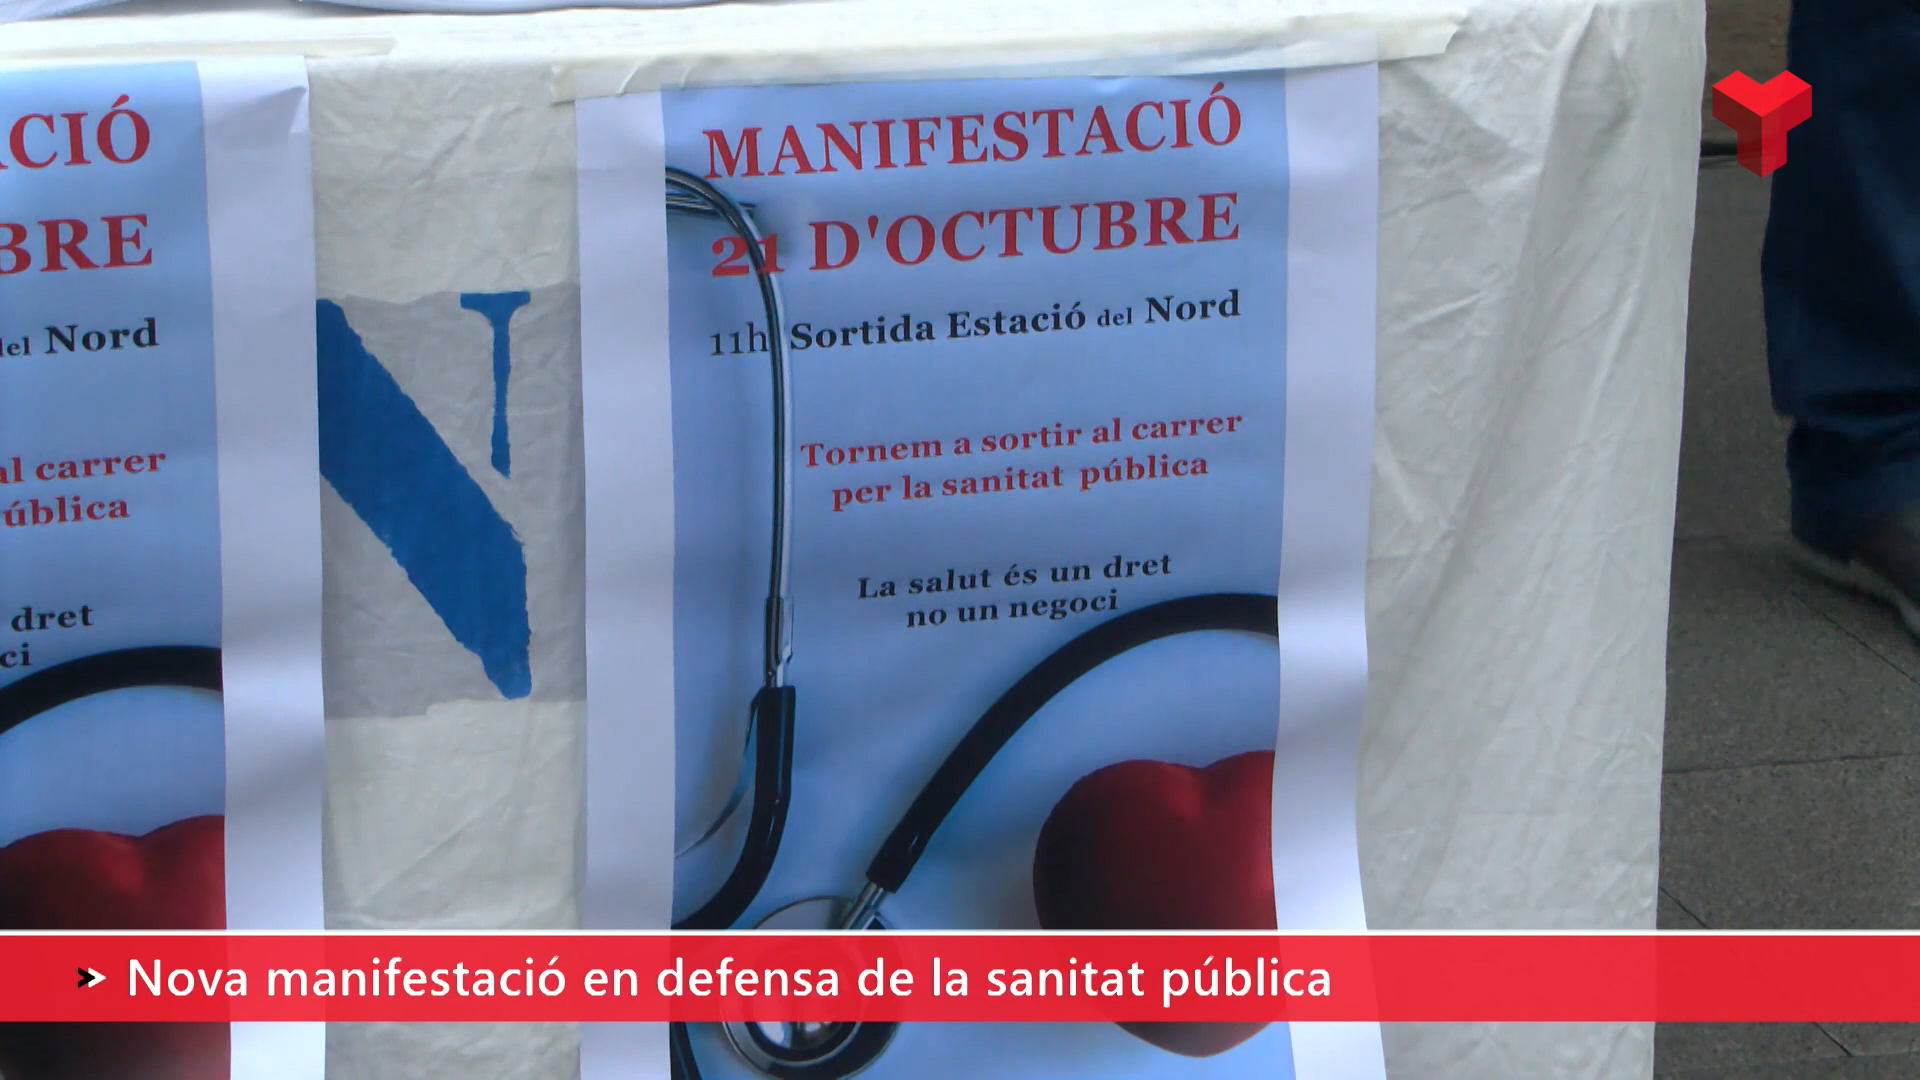 CIÓ
BRE
del Nord
al carrer
ública
dret
ci
N
MANIFESTACIÓ
21 D'OCTUBRE
11h Sortida Estació del Nord
Tornem a sortir al carrer
per la sanitat pública
La salut és un dret
no un negoci
> Nova manifestació en defensa de la sanitat pública